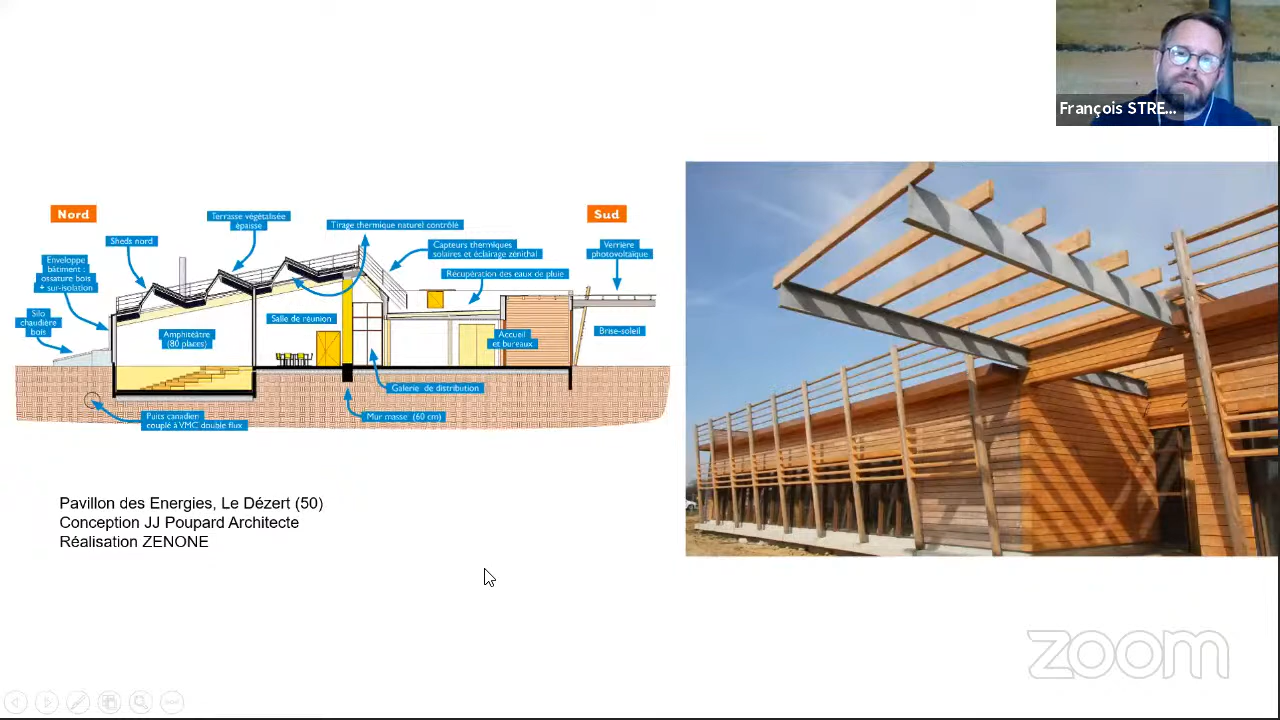 François STRE...
Nord
Sud
Terrasse végétalisée
épaisse
Tirage thermique naturel contrôlé
Sheds nord
Capteurs thermiques
solaires et éclairage zénithal
Verrière
photovoltaïque
Enveloppe
bâtiment :
ossature bois
+ sur-isolation
Récupération des eaux de pluie
Silo
chaudière
bois
Salle de réunion
Amphitéâtre
(80 places)
Accueil
et bureaux
Brise-soleil
Galerie de distribution
Puits canadien
couplé à VMC double flux
Mur masse (60 cm)
Pavillon des Energies, Le Dézert (50)
Conception JJ Poupard Architecte
Réalisation ZENONE
zoom